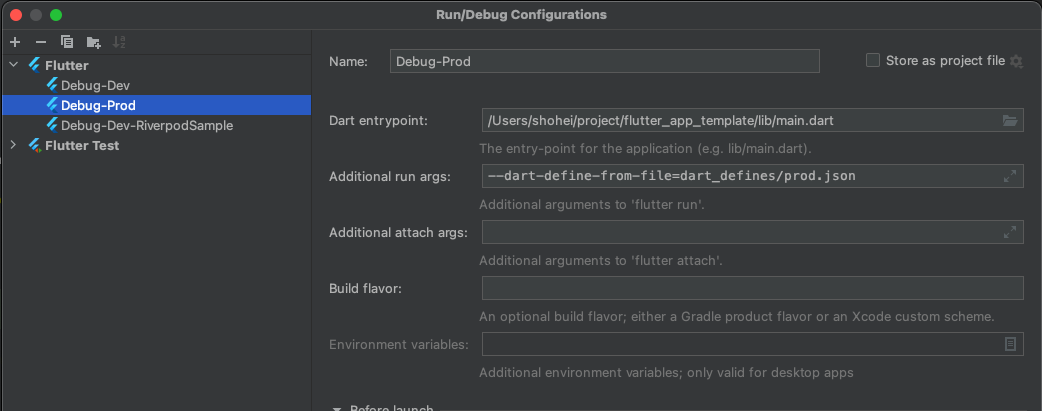 Run/Debug Configurations
Flutter
Debug-Dev
Debug-Prod
Debug-Dev-RiverpodSample
Flutter Test
Name: Debug-Prod
Store as project file
Dart entrypoint: /Users/shohei/project/flutter_app_template/lib/main.dart
The entry-point for the application (e.g. lib/main.dart).
Additional run args: --dart-define-from-file=dart_defines/prod.json
Additional arguments to 'flutter run'.
Additional attach args:
Additional arguments to 'flutter attach'.
Build flavor:
An optional build flavor; either a Gradle product flavor or an Xcode custom scheme.
Environment variables:
Additional environment variables; only valid for desktop apps
Before launch